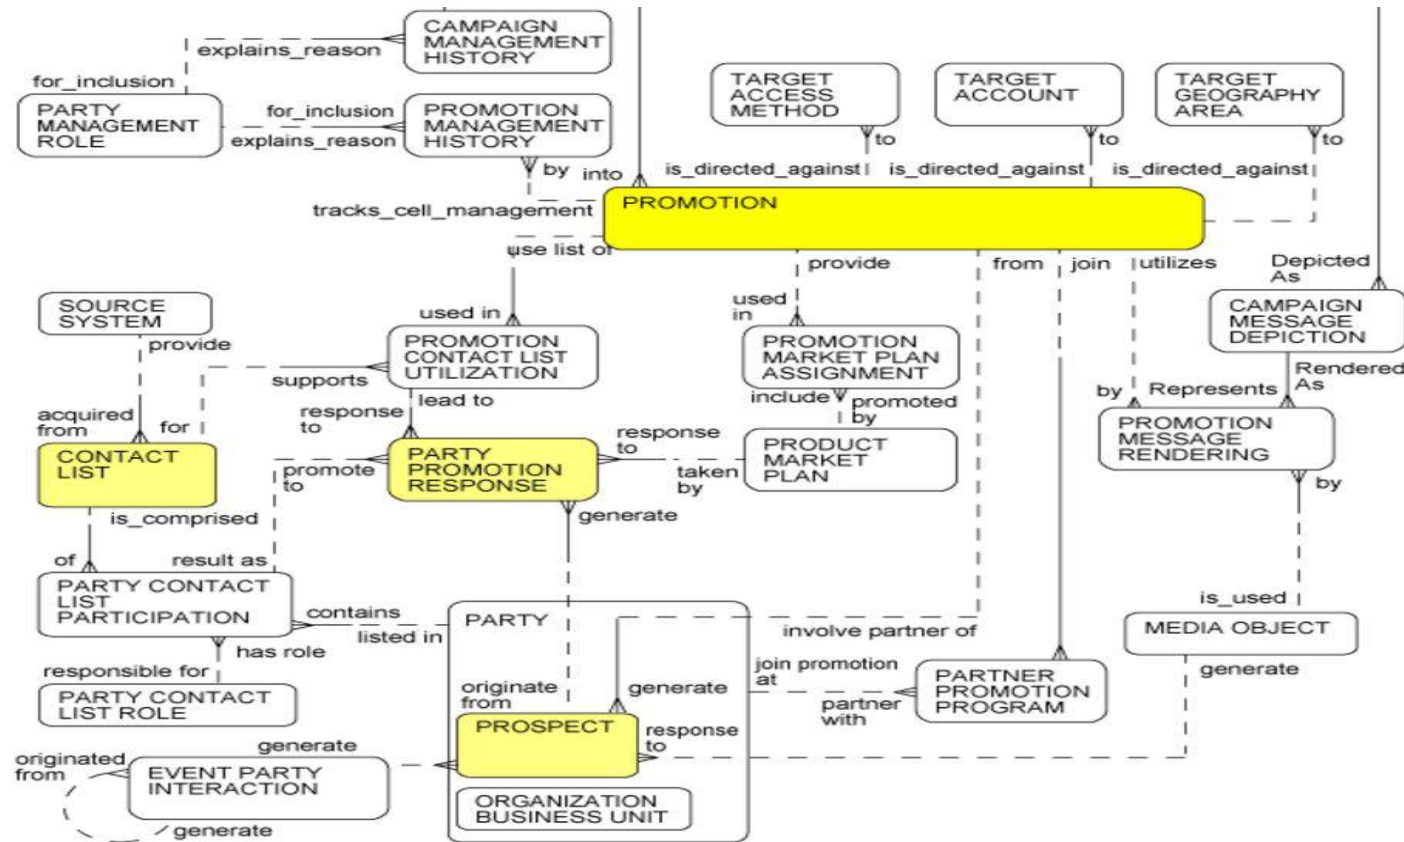 CAMPAIGN
MANAGEMENT
HISTORY
explains_reason
for_inclusion
PARTY
MANAGEMENT
ROLE
for_inclusion
explains_reason
PROMOTION
MANAGEMENT
HISTORY
TARGET
ACCESS
METHOD
TARGET
ACCOUNT
TARGET
GEOGRAPHY
AREA
to
to
to
by
into
is_directed_against
is_directed_against
is_directed_against
tracks_cell_management
PROMOTION
use list of
provide
from
join
utilizes
Depicted
As
SOURCE
SYSTEM
provide
used in
used
in
PROMOTION
CONTACT LIST
UTILIZATION
PROMOTION
MARKET PLAN
ASSIGNMENT
CAMPAIGN
MESSAGE
DEPICTION
supports
lead to
include
promoted
by
by
Represents
Rendered
As
acquired
from
for
response
to
CONTACT
LIST
promote
to
PARTY
PROMOTION
RESPONSE
response
to
taken
by
PRODUCT
MARKET
PLAN
PROMOTION
MESSAGE
RENDERING
by
is_comprised
generate
of
result as
PARTY CONTACT
LIST
PARTICIPATION
contains
listed in
PARTY
involve partner of
is_used
MEDIA OBJECT
generate
has role
responsible for
PARTY CONTACT
LIST ROLE
originate
from
generate
join promotion
at
partner
with
PARTNER
PROMOTION
PROGRAM
PROSPECT
response
to
originated
from
generate
EVENT PARTY
INTERACTION
generate
ORGANIZATION
BUSINESS UNIT